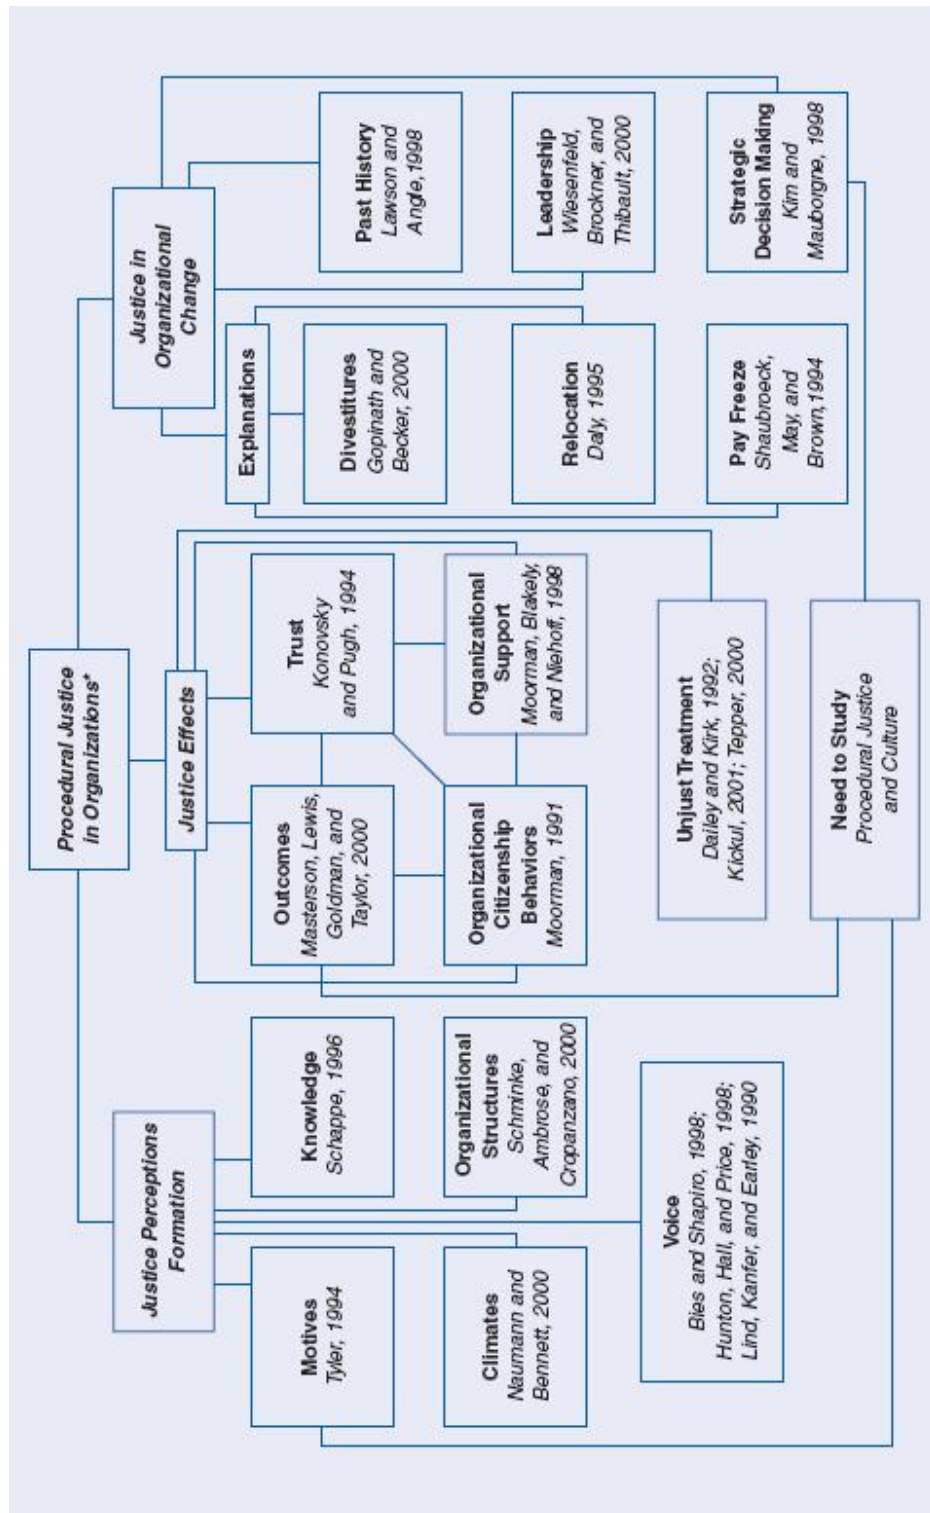 Procedural Justice
in Organizations*
Justice Perceptions
Formation
Motives
Tyler, 1994
Knowledge
Schappe, 1996
Climates
Naumann and
Bennett, 2000
Organizational
Structures
Schminke,
Ambrose, and
Cropanzano, 2000
Voice
Bies and Shapiro, 1998;
Hunton, Hall, and Price, 1998;
Lind, Kanfer, and Earley, 1990
Justice Effects
Outcomes
Masterson, Lewis,
Goldman, and
Taylor, 2000
Trust
Konovsky
and Pugh, 1994
Organizational
Citizenship
Behaviors
Moorman, 1991
Organizational
Support
Moorman, Blakely,
and Niehoff, 1998
Unjust Treatment
Dailey and Kirk, 1992;
Kickul, 2001; Tepper, 2000
Need to Study
Procedural Justice
and Culture
Justice in
Organizational
Change
Explanations
Divestitures
Gopinath and
Becker, 2000
Past History
Lawson and
Angle,1998
Relocation
Daly, 1995
Leadership
Wiesenfeld,
Brockner, and
Thibault, 2000
Pay Freeze
Shaubroeck,
May, and
Brown,1994
Strategic
Decision Making
Kim and
Mauborgne, 1998